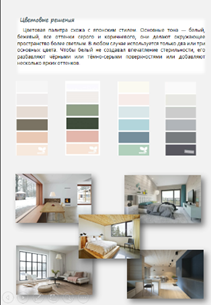 Цветовые решения
Цветовая палитра схожа с японским стилем. Основные тона — белый,
бежевый, все оттенки серого и коричневого, они делают окружающее
пространство более светлым. В любом случае используется только два или три
основных цвета. Чтобы белый не создавал впечатление стерильности, его
разбавляют чёрными или тёмно-серыми поверхностями или добавляют
несколько ярких оттенков.